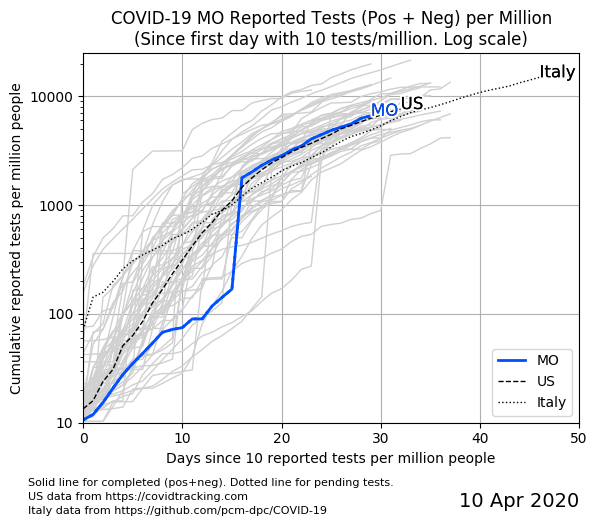 COVID-19 MO Reported Tests (Pos + Neg) per Million
(Since first day with 10 tests/million. Log scale)
Cumulative reported tests per million people
10000
1000
100
10
Italy
MO
US
MO
US
Italy
0
10
20
30
40
50
Days since 10 reported tests per million people
Solid line for completed (pos+neg). Dotted line for pending tests.
US data from https://covidtracking.com
Italy data from https://github.com/pcm-dpc/COVID-19
10 Apr 2020